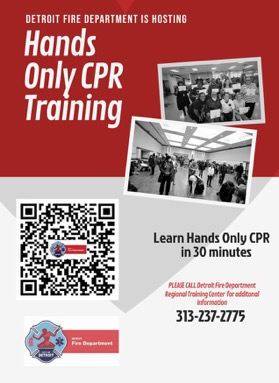 DETROIT FIRE DEPARTMENT IS HOSTING
Hands
Only CPR
Training
Learn Hands Only CPR
in 30 minutes
PLEASE CALL Detroit Fire Department
Regional Training Center for additonal
Information
313-237-2775
DETROIT
Fire Department
DETROIT